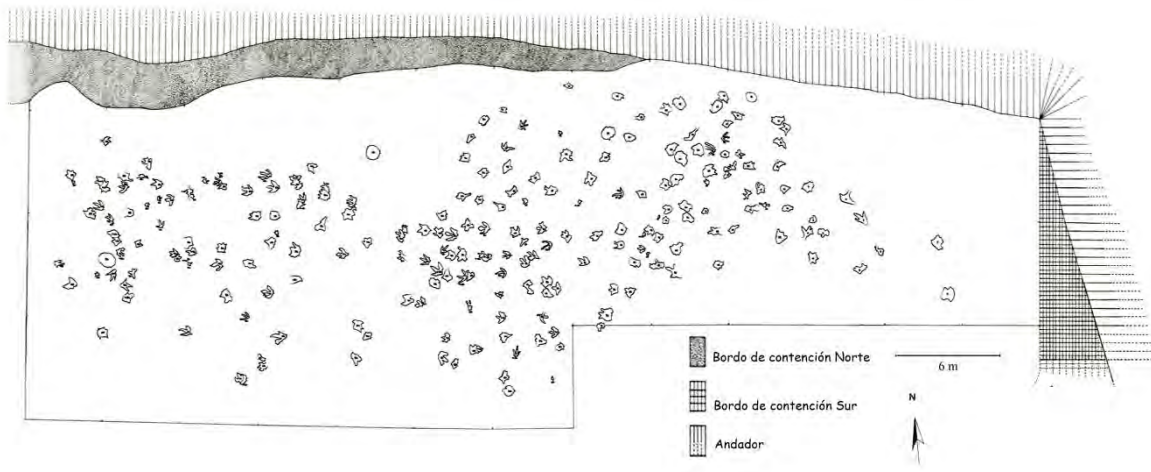 Bordo de contención Norte
6 m
Bordo de contención Sur
N
Andador